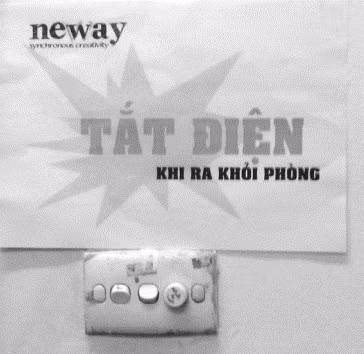 neway
synchronous creativity
TẮT ĐIỆN
KHI RA KHỎI PHÒNG